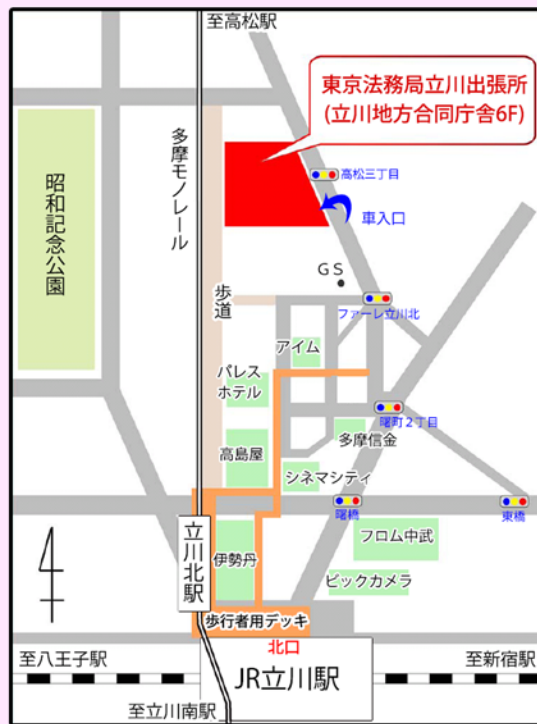 至高松駅
東京法務局立川出張所
(立川地方合同庁舎6F)
多摩モノレール
高松三丁目
昭和記念公園
車入口
GS
歩道
ファーレ立川北
アイム
パレス
ホテル
曙町2丁目
多摩信金
高島屋
シネマシティ
曙橋
東橋
立川北駅
伊勢丹
フロム中武
ビックカメラ
歩行者用デッキ
北口
至八王子駅
JR立川駅
至新宿駅
至立川南駅